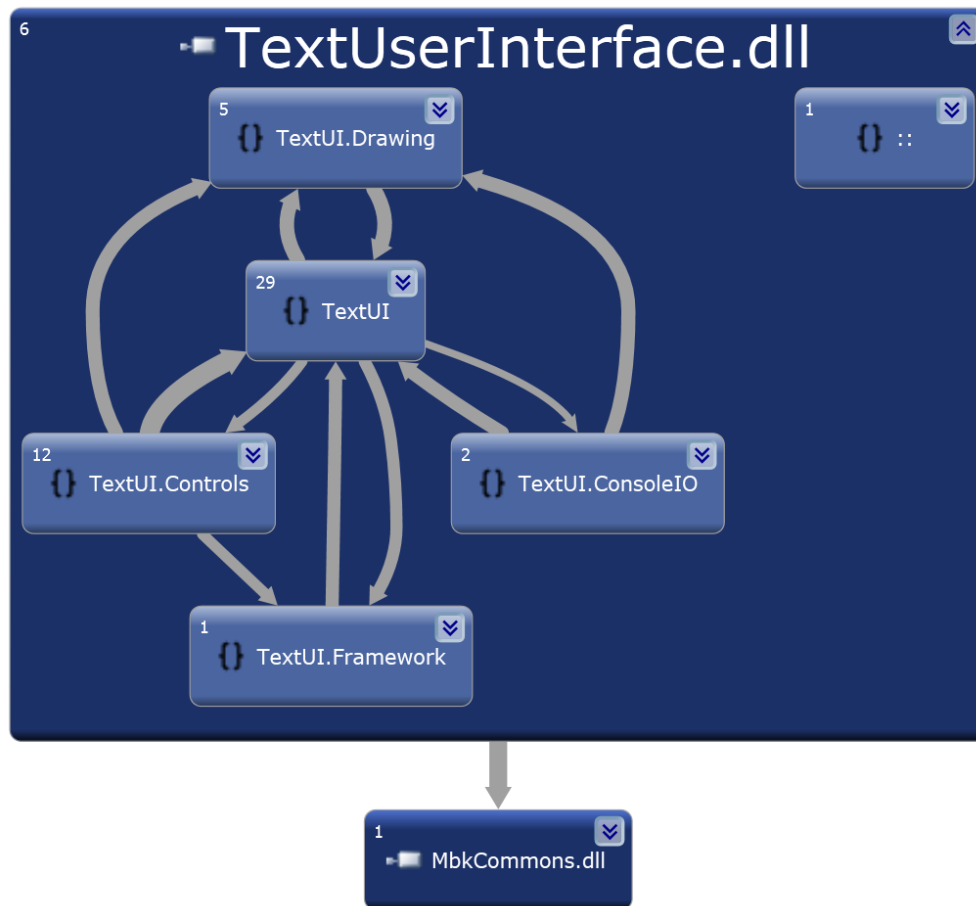 6
TextUserInterface.dll
5
{} TextUI.Drawing
1
{} ::
29
{} TextUI
12
{} TextUI.Controls
2
{} TextUI.ConsoleIO
1
{} TextUI.Framework
1
MbkCommons.dll